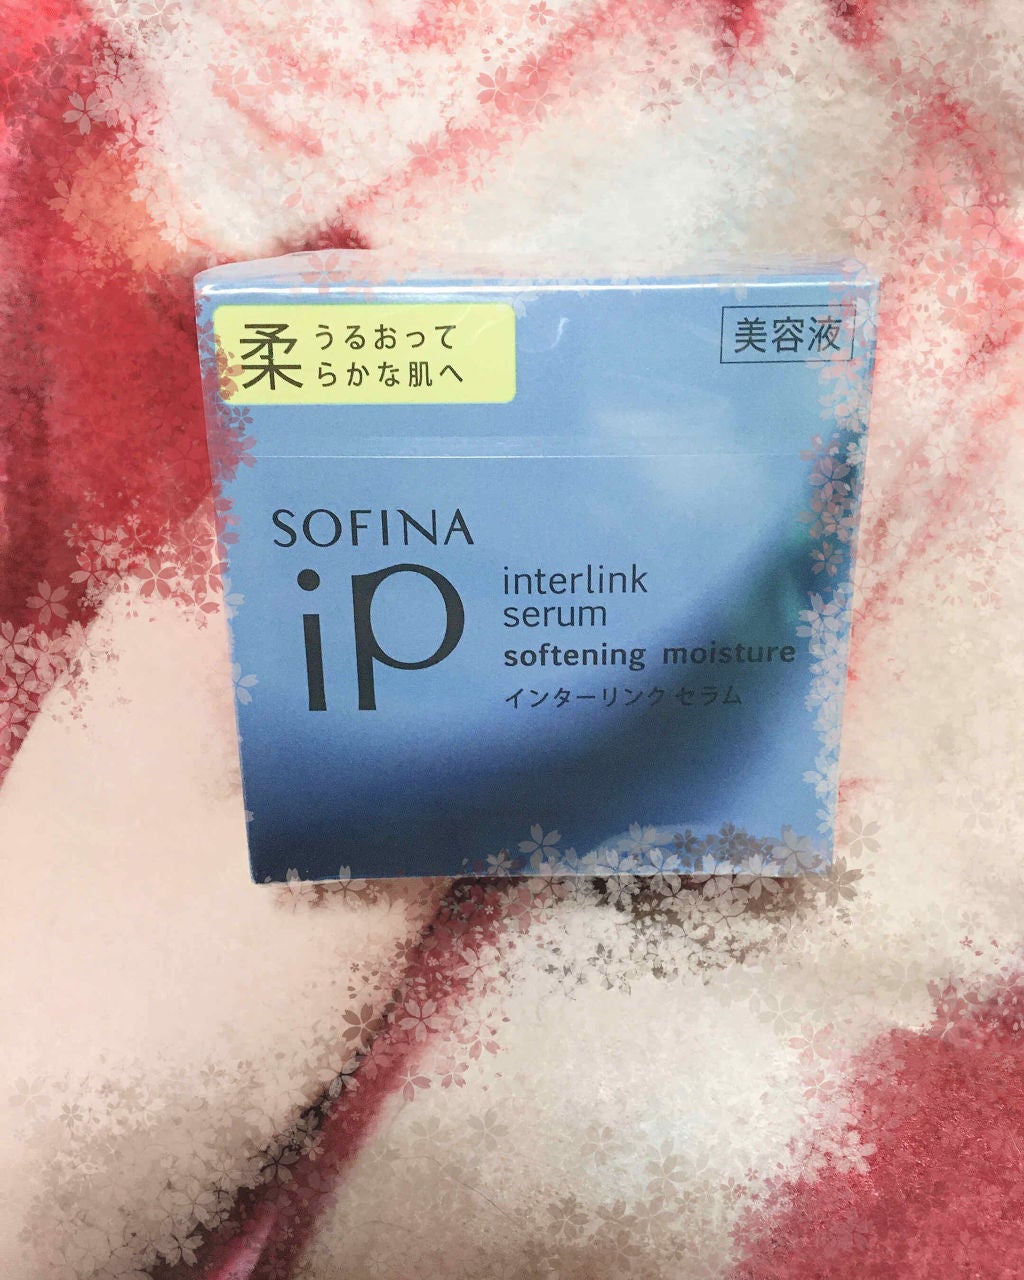 柔 うるおって
らかな肌へ
美容液
SOFINA
iP
interlink
serum
softening moisture
インターリンク セラム